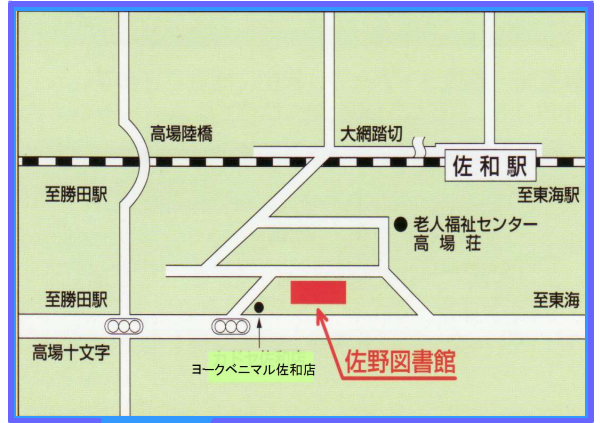 高場陸橋
大網踏切
佐和駅
至勝田駅
至東海駅
老人福祉センター
高場荘
至勝田駅
至東海
高場十文字
ヨークベニマル佐和店
佐野図書館